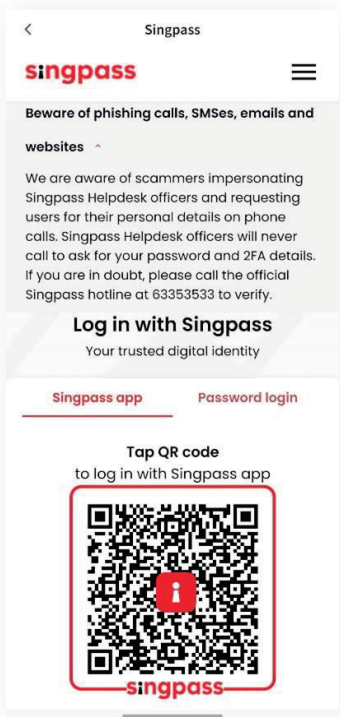 Singpass
singpass
Beware of phishing calls, SMSes, emails and
websites
We are aware of scammers impersonating
Singpass Helpdesk officers and requesting
users for their personal details on phone
calls. Singpass Helpdesk officers will never
call to ask for your password and 2FA details.
If you are in doubt, please call the official
Singpass hotline at 63353533 to verify.
Log in with Singpass
Your trusted digital identity
Singpass app Password login
Tap QR code
to log in with Singpass app
singpass